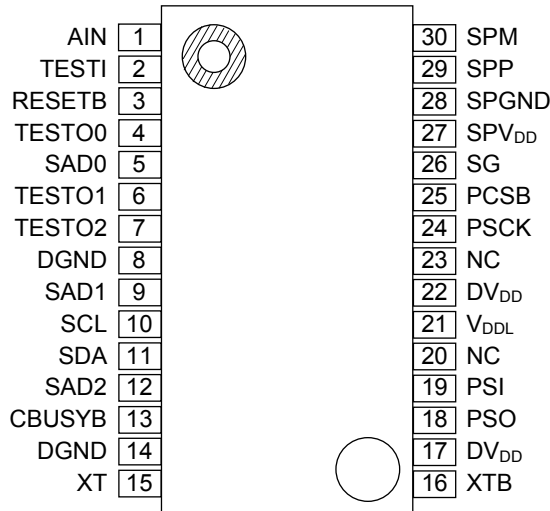 AIN 1 30 SPM
TESTI 2 29 SPP
RESETB 3 28 SPGND
TESTO0 4 27 SPVDD
SAD0 5 26 SG
TESTO1 6 25 PCSB
TESTO2 7 24 PSCK
DGND 8 23 NC
SAD1 9 22 DVDD
SCL 10 21 VDDL
SDA 11 20 NC
SAD2 12 19 PSI
CBUSYB 13 18 PSO
DGND 14 17 DVDD
XT 15 16 XTB